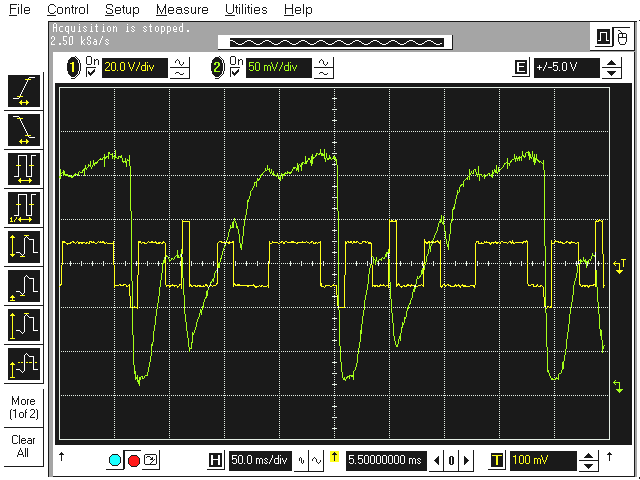 File Control Setup Measure Utilities Help
Acquisition is stopped.
2.50 kSa/s
1 On 20.0 V/div 2 On 50 mV/div E +/-5.0 V
1/
T
More
(1of 2)
Clear
All
H 50.0 ms/div 5.50000000 ms 0 T 100 mV